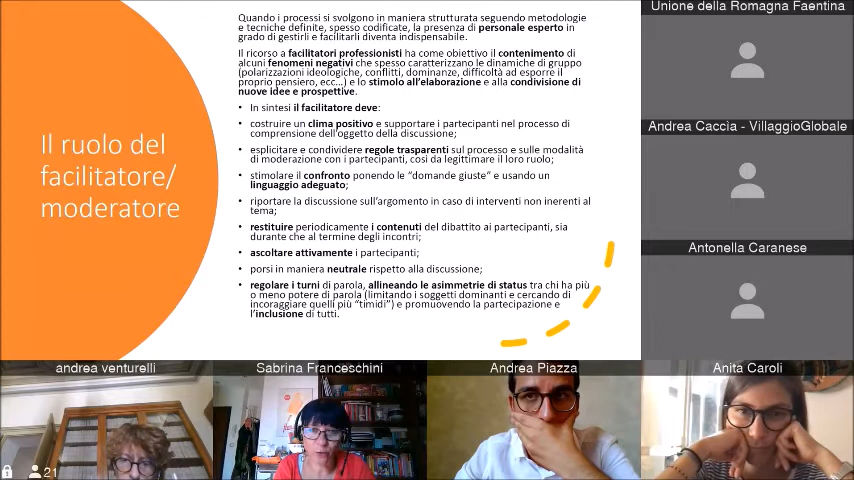 Il ruolo del
facilitatore/
moderatore
Quando i processi si svolgono in maniera strutturata seguendo metodologie
e tecniche definite, spesso codificate, la presenza di personale esperto in
grado di gestirli e facilitarli diventa indispensabile.
Il ricorso a facilitatori professionisti ha come obiettivo il contenimento di
alcuni fenomeni negativi che spesso caratterizzano le dinamiche di gruppo
(polarizzazioni ideologiche, conflitti, dominanze, difficoltà ad esporre il
proprio pensiero, ecc...) e lo stimolo all'elaborazione e alla condivisione di
nuove idee e prospettive.
• In sintesi il facilitatore deve:
• costruire un clima positivo e supportare i partecipanti nel processo di
comprensione dell'oggetto della discussione;
• esplicitare e condividere regole trasparenti sul processo e sulle modalità
di moderazione con i partecipanti, così da legittimare il loro ruolo;
• stimolare il confronto ponendo le "domande giuste" e usando un
linguaggio adeguato;
• riportare la discussione sull'argomento in caso di interventi non inerenti al
tema;
• restituire periodicamente i contenuti del dibattito ai partecipanti, sia
durante che al termine degli incontri;
• ascoltare attivamente i partecipanti;
• porsi in maniera neutrale rispetto alla discussione;
• regolare i turni di parola, allineando le asimmetrie di status tra chi ha più
o meno potere di parola (limitando i soggetti dominanti e cercando di
incoraggiare quelli più "timidi") e promuovendo la partecipazione e
l'inclusione di tutti.
Unione della Romagna Faentina
Andrea Caccìa - VillaggioGlobale
Antonella Caranese
andrea venturelli
Sabrina Franceschini
Andrea Piazza
Anita Caroli
21